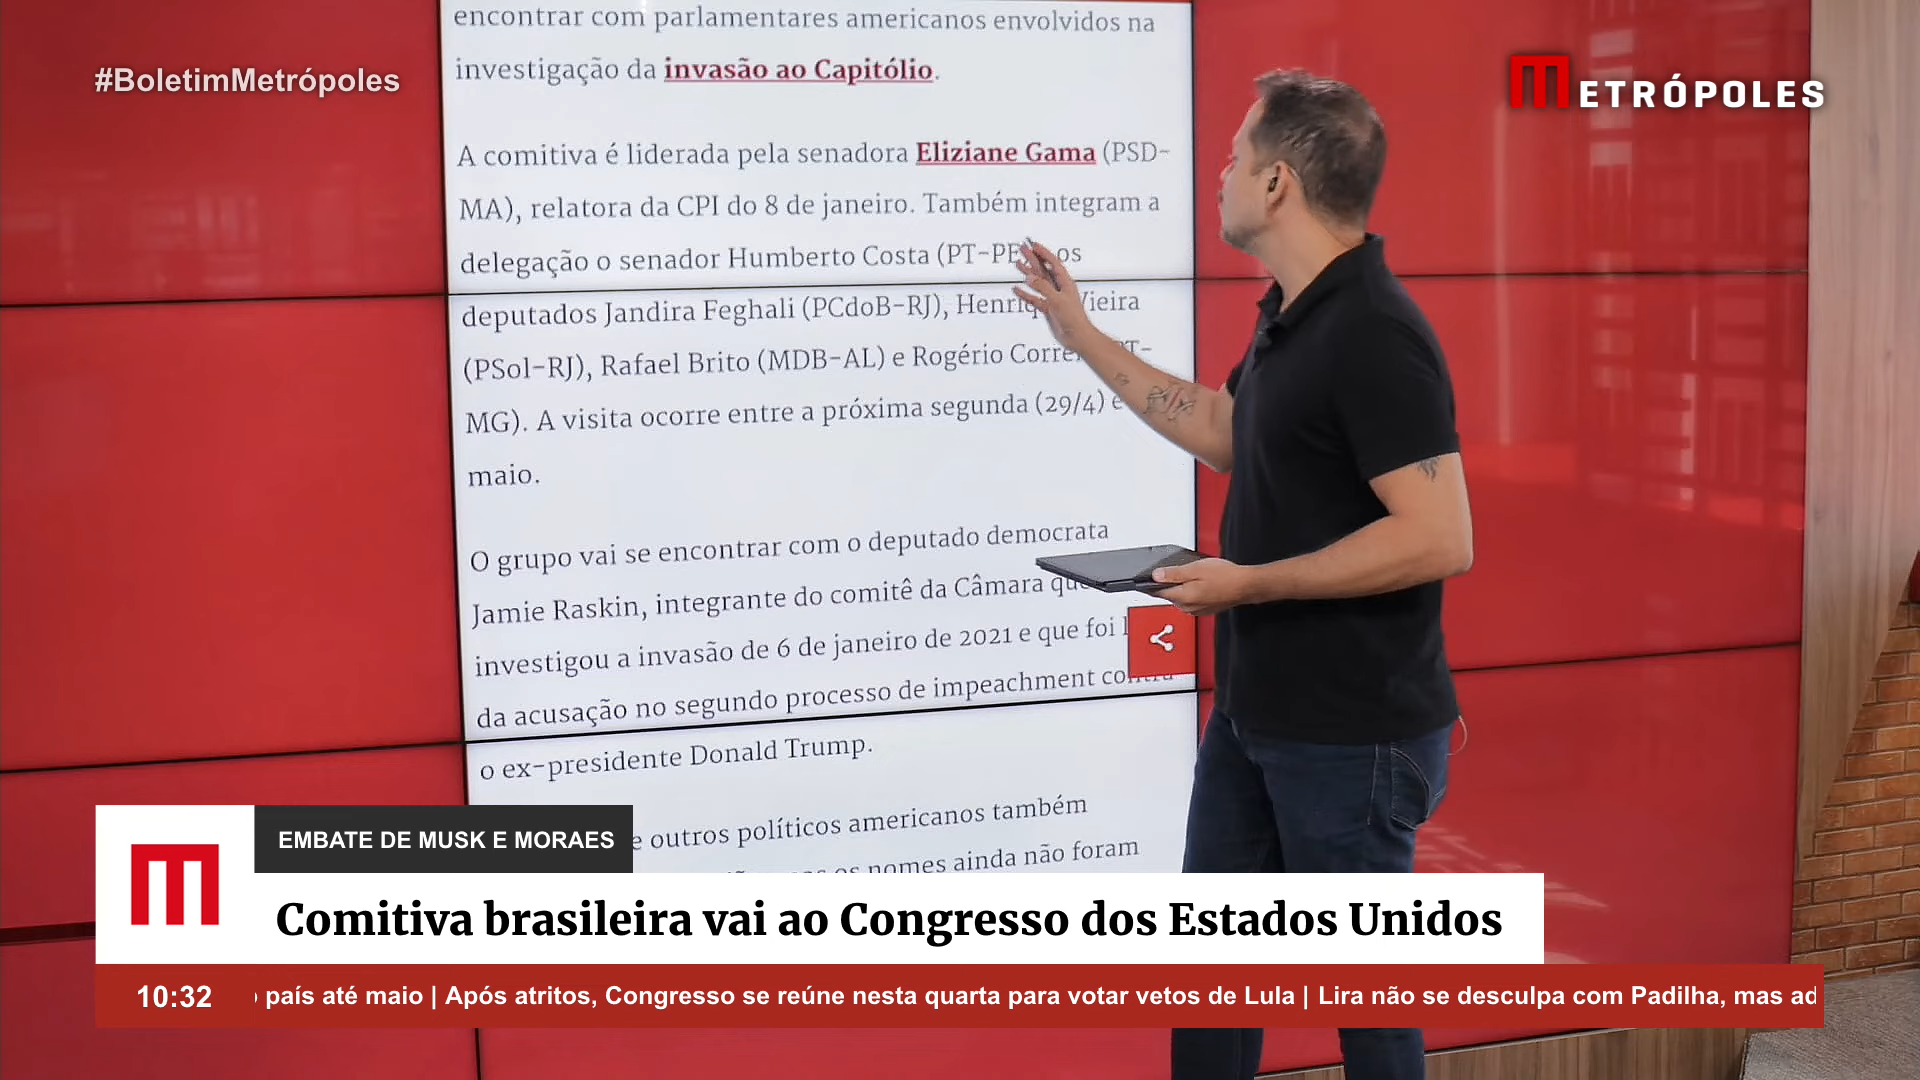 #BoletimMetrópoles
METRÓPOLES
encontrar com parlamentares americanos envolvidos na
investigação da invasão ao Capitólio.
A comitiva é liderada pela senadora Eliziane Gama (PSD-
MA), relatora da CPI do 8 de janeiro. Também integram a
delegação o senador Humberto Costa (PT-PE os
deputados Jandira Feghali (PCdoB-RJ), Vieira
(PSol-RJ), Rafael Brito (MDB-AL) e Rogério
MG). A visita ocorre entre a próxima segunda (29/4) e
maio.
O grupo vai se encontrar com o deputado democrata
Jamie Raskin, integrante do comitê da Câmara
investigou a invasão de 6 de janeiro de 2021 e que foi
da acusação no segundo processo de impeachment
o ex-presidente Donald Trump.
e outros políticos americanos também
os nomes ainda não foram
EMBATE DE MUSK E MORAES
Comitiva brasileira vai ao Congresso dos Estados Unidos
10:32 país até maio | Após atritos, Congresso se reúne nesta quarta para votar vetos de Lula | Lira não se desculpa com Padilha, mas ad